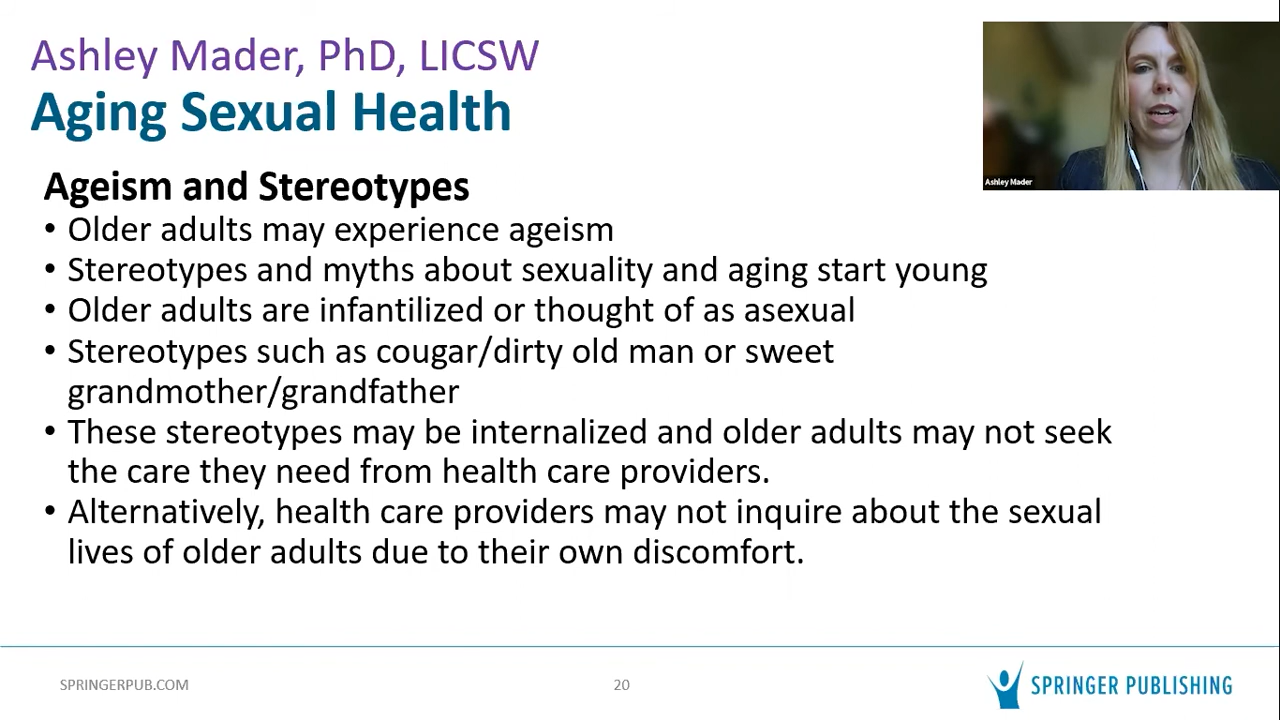 Ashley Mader, PhD, LICSW
Aging Sexual Health
Ashley Mader
Ageism and Stereotypes
• Older adults may experience ageism
• Stereotypes and myths about sexuality and aging start young
• Older adults are infantilized or thought of as asexual
• Stereotypes such as cougar/dirty old man or sweet
grandmother/grandfather
• These stereotypes may be internalized and older adults may not seek
the care they need from health care providers.
• Alternatively, health care providers may not inquire about the sexual
lives of older adults due to their own discomfort.
SPRINGERPUB.COM
20
SPRINGER PUBLISHING